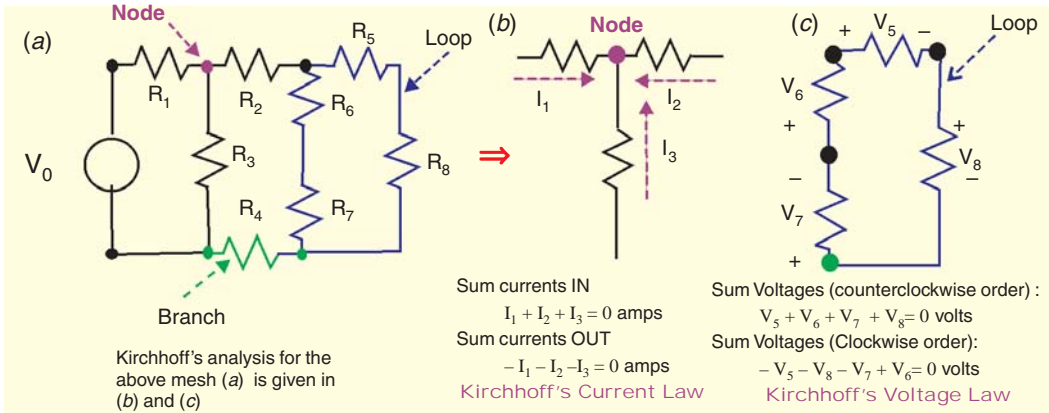 (a)
Node
R5
Loop
R1
R2
R6
R3
R8
V0
R4
R7
Branch
Kirchhoff's analysis for the
above mesh (a) is given in
(b) and (c)
⇒
(b)
Node
I1
I2
I3
Sum currents IN
I1 + I2 + I3 = 0 amps
Sum currents OUT
– I1 – I2 -I3 = 0 amps
Kirchhoff's Current Law
(c)
+ V5 –
Loop
V6
+
+
V8
–
–
V7
+
Sum Voltages (counterclockwise order) :
V5 + V6 + V7 + V8= 0 volts
Sum Voltages (Clockwise order):
– V5 – V8 – V7 + V6= 0 volts
Kirchhoff's Voltage Law